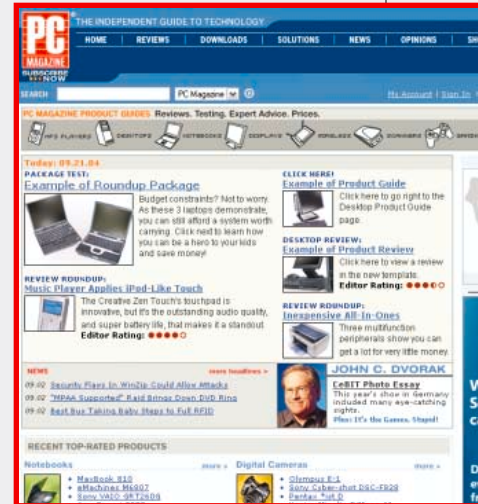 PC
MAGAZINE
SUBSCRIBE
NOW
THE INDEPENDENT GUIDE TO TECHNOLOGY
HOME | REVIEWS | DOWNLOADS | SOLUTIONS | NEWS | OPINIONS |
SEARCH PC Magazine My Account | Sign In
PC MAGAZINE PRODUCT GUIDES Reviews. Testing. Expert Advice. Prices.
MP3 PLAYERS DESKTOPS NOTEBOOKS DISPLAYS SCANNERS
Today: 09.21.04
PACKAGE TEST:
Example of Roundup Package
Budget constraints? Not to worry.
As these 3 laptops demonstrate,
you can still afford a system worth
carrying. Click next to learn how
you can be a hero to your kids
and save money!
REVIEW ROUNDUP:
Music Player Applies iPod-Like Touch
The Creative Zen Touch's touchpad is
innovative, but it's the outstanding audio quality,
and super battery life, that makes it a standout.
Editor Rating:
CLICK HERE!
Example of Product Guide
Click here to go right to the
Desktop Product Guide
page.
DESKTOP REVIEW:
Example of Product Review
Click here to view a review
in the new template.
Editor Rating:
REVIEW ROUNDUP:
Inexpensive All-In-Ones
Three multifunction
peripherals show you can
get a lot for very little money.
NEWS more headlines »
09.02 Security Flaws In WinZip Could Allow Attacks
09.02 "MPAA Supported" Raid Brings Down DVD Ring
09.02 Best Buy Taking Baby Steps to Full RFID
JOHN C. DVORAK
CeBIT Photo Essay
This year's show in Germany
included many eye-catching
sights.
Plus: It's the Games, Stupid!
RECENT TOP-RATED PRODUCTS
Notebooks more »
• MaxBook 810
• eMachines M6807
• Sony VAIO
Digital Cameras more »
• Olympus E-1
• Sony Cyber-shot DSC-F828
• Pentax